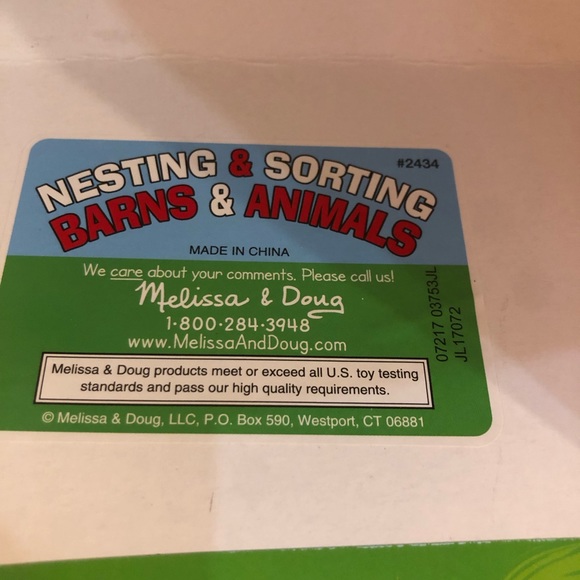 NESTING & SORTING
#2434
BARNS & ANIMALS
MADE IN CHINA
We care about your comments. Please call us!
Melissa & Doug
1-800-284-3948
www.MelissaAndDoug.com
07217 03753JL
JL17072
Melissa & Doug products meet or exceed all U.S. toy testing
standards and pass our high quality requirements.
© Melissa & Doug, LLC, P.O. Box 590, Westport, CT 06881